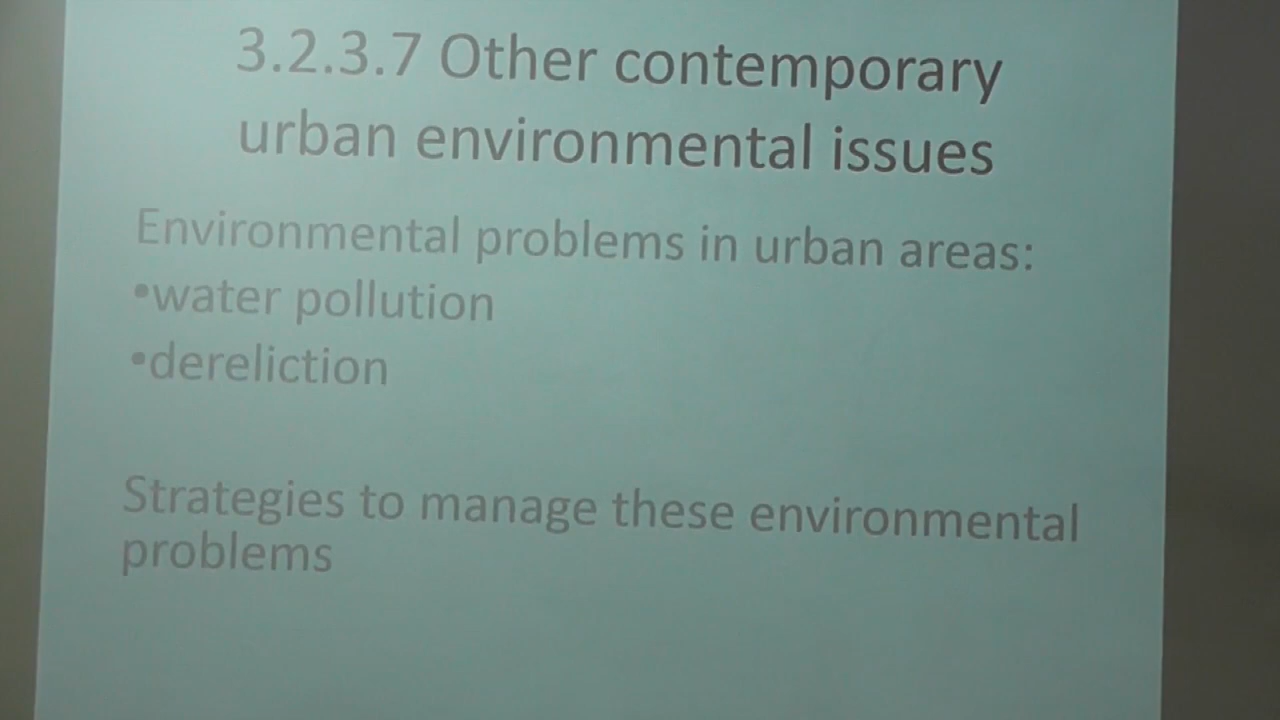 3.2.3.7 Other contemporary
urban environmental issues
Environmental problems in urban areas:
•water pollution
•dereliction
Strategies to manage these environmental
problems